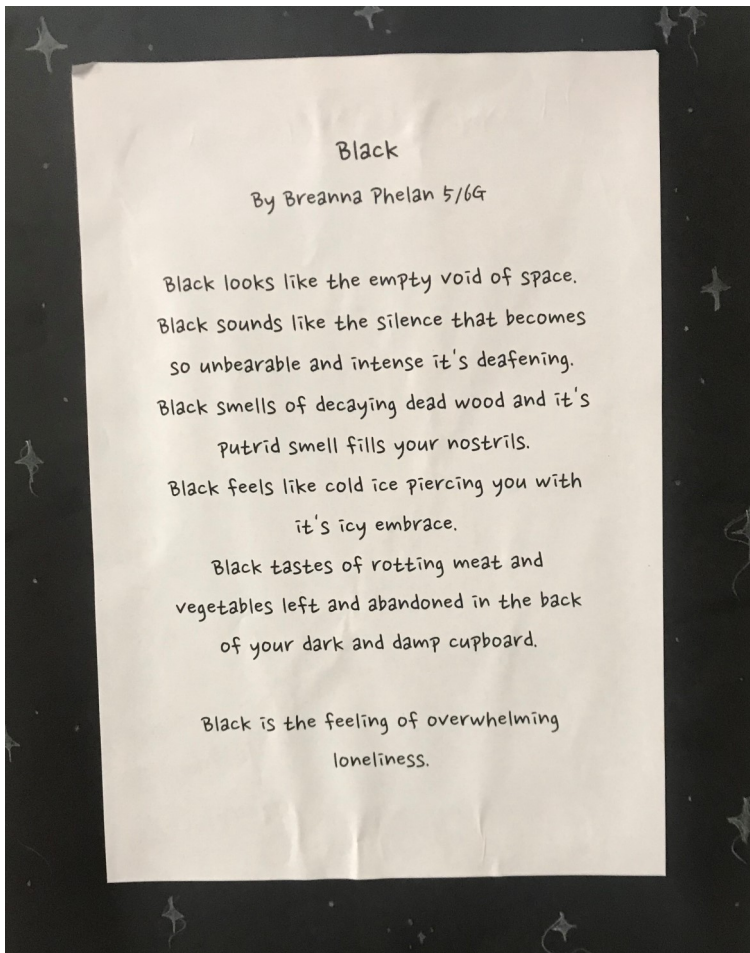 Black
By Breanna Phelan 5/6G
Black looks like the empty void of space.
Black sounds like the silence that becomes
so unbearable and intense it's deafening.
Black smells of decaying dead wood and it's
putrid smell fills your nostrils.
Black feels like cold ice piercing you with
it's icy embrace.
Black tastes of rotting meat and
vegetables left and abandoned in the back
of your dark and damp cupboard.
Black is the feeling of overwhelming
loneliness.